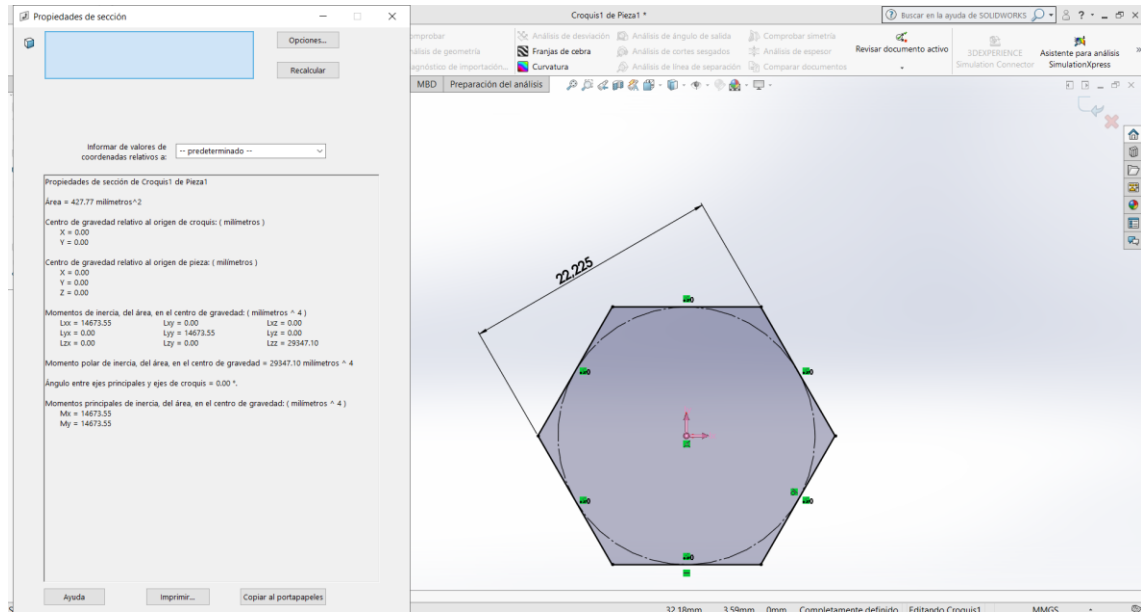 Propiedades de sección
Opciones...
Recalcular
Informar de valores de
coordenadas relativos a:
-- predeterminado --
Propiedades de sección de Croquis1 de Pieza1
Área = 427.77 milímetros^2
Centro de gravedad relativo al origen de croquis: ( milímetros )
X = 0.00
Y = 0.00
Centro de gravedad relativo al origen de pieza: ( milímetros )
X = 0.00
Y = 0.00
Z = 0.00
Momentos de inercia, del área, en el centro de gravedad: ( milímetros ^ 4 )
Lxx = 14673.55 Lxy = 0.00 Lxz = 0.00
Lyx = 0.00 Lyy = 14673.55 Lyz = 0.00
Lzx = 0.00 Lzy = 0.00 Lzz = 29347.10
Momento polar de inercia, del área, en el centro de gravedad = 29347.10 milímetros ^ 4
Ángulo entre ejes principales y ejes de croquis = 0.00 °.
Momentos principales de inercia, del área, en el centro de gravedad: ( milímetros ^ 4 )
Mx = 14673.55
My = 14673.55
Ayuda Imprimir... Copiar al portapapeles
Croquis1 de Pieza1 *
Buscar en la ayuda de SOLIDWORKS
omprobar Análisis de desviación Análisis de ángulo de salida Comprobar simetría
nálisis de geometría Franjas de cebra Análisis de cortes sesgados Análisis de espesor
agnóstico de importación... Curvatura Análisis de línea de separación Comparar documentos
Revisar documento activo
3DEXPERIENCE
Simulation Connector
Asistente para análisis
SimulationXpress
MBD Preparación del análisis
22,225
32.18mm 3.59mm 0mm Completamente definido Editando Croquis1 MMGS